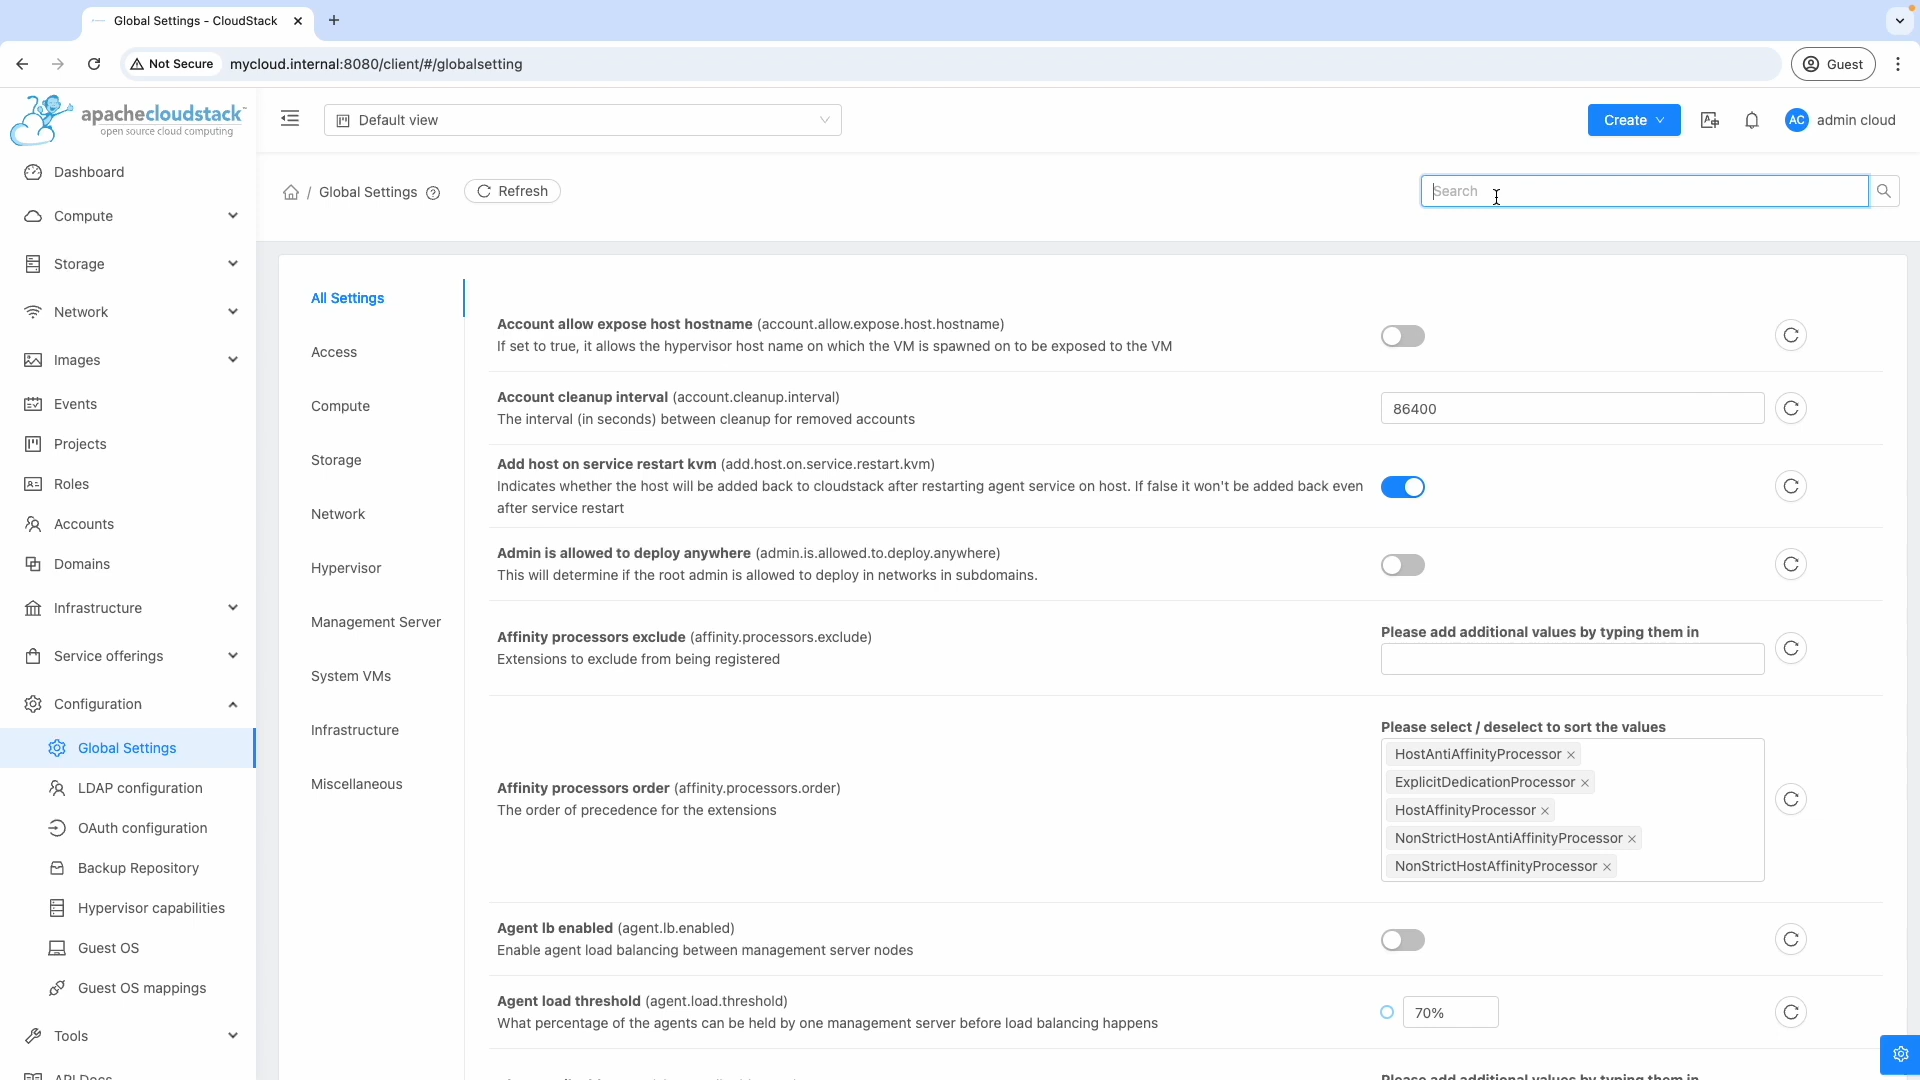 Global Settings - CloudStack
Not Secure
mycloud.internal:8080/client/#/globalsetting
Guest
apachecloudstack
open source cloud computing
Default view
Create
AC
admin cloud
Dashboard
Compute
Storage
Network
Images
Events
Projects
Roles
Accounts
Domains
Infrastructure
Service offerings
Configuration
Global Settings
LDAP configuration
OAuth configuration
Backup Repository
Hypervisor capabilities
Guest OS
Guest OS mappings
Tools
API Docs
/ Global Settings
Refresh
Search
All Settings
Access
Compute
Storage
Network
Hypervisor
Management Server
System VMs
Infrastructure
Miscellaneous
Account allow expose host hostname (account.allow.expose.host.hostname)
If set to true, it allows the hypervisor host name on which the VM is spawned on to be exposed to the VM
Account cleanup interval (account.cleanup.interval)
The interval (in seconds) between cleanup for removed accounts
86400
Add host on service restart kvm (add.host.on.service.restart.kvm)
Indicates whether the host will be added back to cloudstack after restarting agent service on host. If false it won't be added back even
after service restart
Admin is allowed to deploy anywhere (admin.is.allowed.to.deploy.anywhere)
This will determine if the root admin is allowed to deploy in networks in subdomains.
Affinity processors exclude (affinity.processors.exclude)
Extensions to exclude from being registered
Please add additional values by typing them in
Affinity processors order (affinity.processors.order)
The order of precedence for the extensions
Please select / deselect to sort the values
HostAntiAffinityProcessor
ExplicitDedicationProcessor
HostAffinityProcessor
NonStrictHostAntiAffinityProcessor
NonStrictHostAffinityProcessor
Agent lb enabled (agent.lb.enabled)
Enable agent load balancing between management server nodes
Agent load threshold (agent.load.threshold)
What percentage of the agents can be held by one management server before load balancing happens
70%
Please add additional values by typing them in